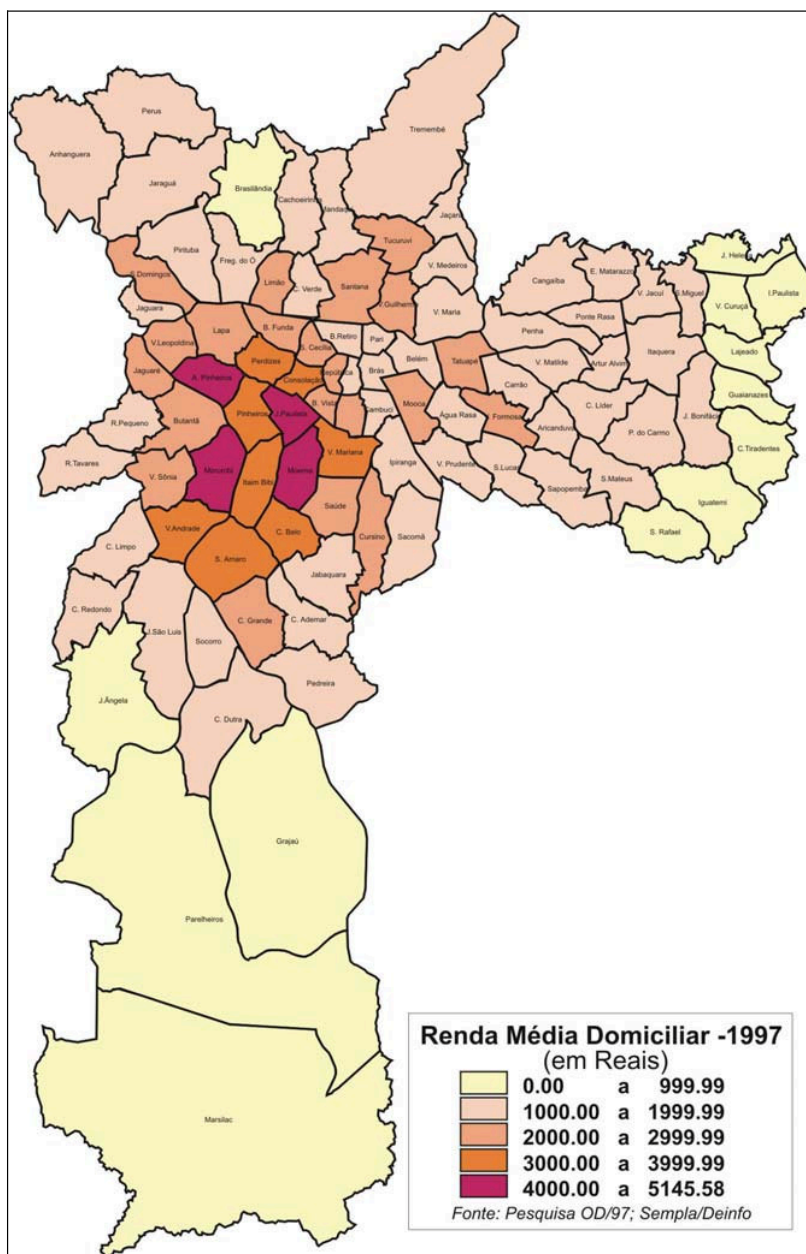 Tremembé
Perus
Anhanguera
Jaraguá
Brasilândia
Cachoeirinha
Mandaqui
Jaçanã
Tucuruvi
Pirituba
Freg. do Ó
V. Medeiros
S.Domingos
Limão
C. Verde
Santana
V.Guilherme
V. Maria
Jaguara
Cangaíba
E. Matarazzo
V. Jacuí
S.Miguel
J. Helena
I.Paulista
V. Curuçá
Ponte Rasa
Penha
V.Leopoldina
Lapa
B. Funda
S. Cecília
B.Retiro
Pari
Belém
Tatuapé
V. Matilde
Artur Alvim
Itaquera
Lajeado
Jaguaré
A. Pinheiros
Perdizes
Consolação
República
Brás
Carrão
Guaianazes
R.Pequeno
Butantã
Pinheiros
J.Paulista
B. Vista
Cambuci
Mooca
Água Rasa
V. Formosa
Aricanduva
C. Líder
P. do Carmo
J. Bonifácio
C.Tiradentes
R.Tavares
V. Sônia
Morumbi
Itaim Bibi
Moema
V. Mariana
Ipiranga
V. Prudente
S.Lucas
Sapopemba
S.Mateus
Iguatemi
S. Rafael
V.Andrade
S. Amaro
C. Belo
Saúde
Cursino
Sacomã
C. Limpo
Jabaquara
C. Redondo
J.São Luis
Socorro
C. Grande
C. Ademar
Pedreira
J.Ângela
C. Dutra
Grajaú
Parelheiros
Marsilac
Renda Média Domiciliar -1997
(em Reais)
0.00 a 999.99
1000.00 a 1999.99
2000.00 a 2999.99
3000.00 a 3999.99
4000.00 a 5145.58
Fonte: Pesquisa OD/97; Sempla/Deinfo